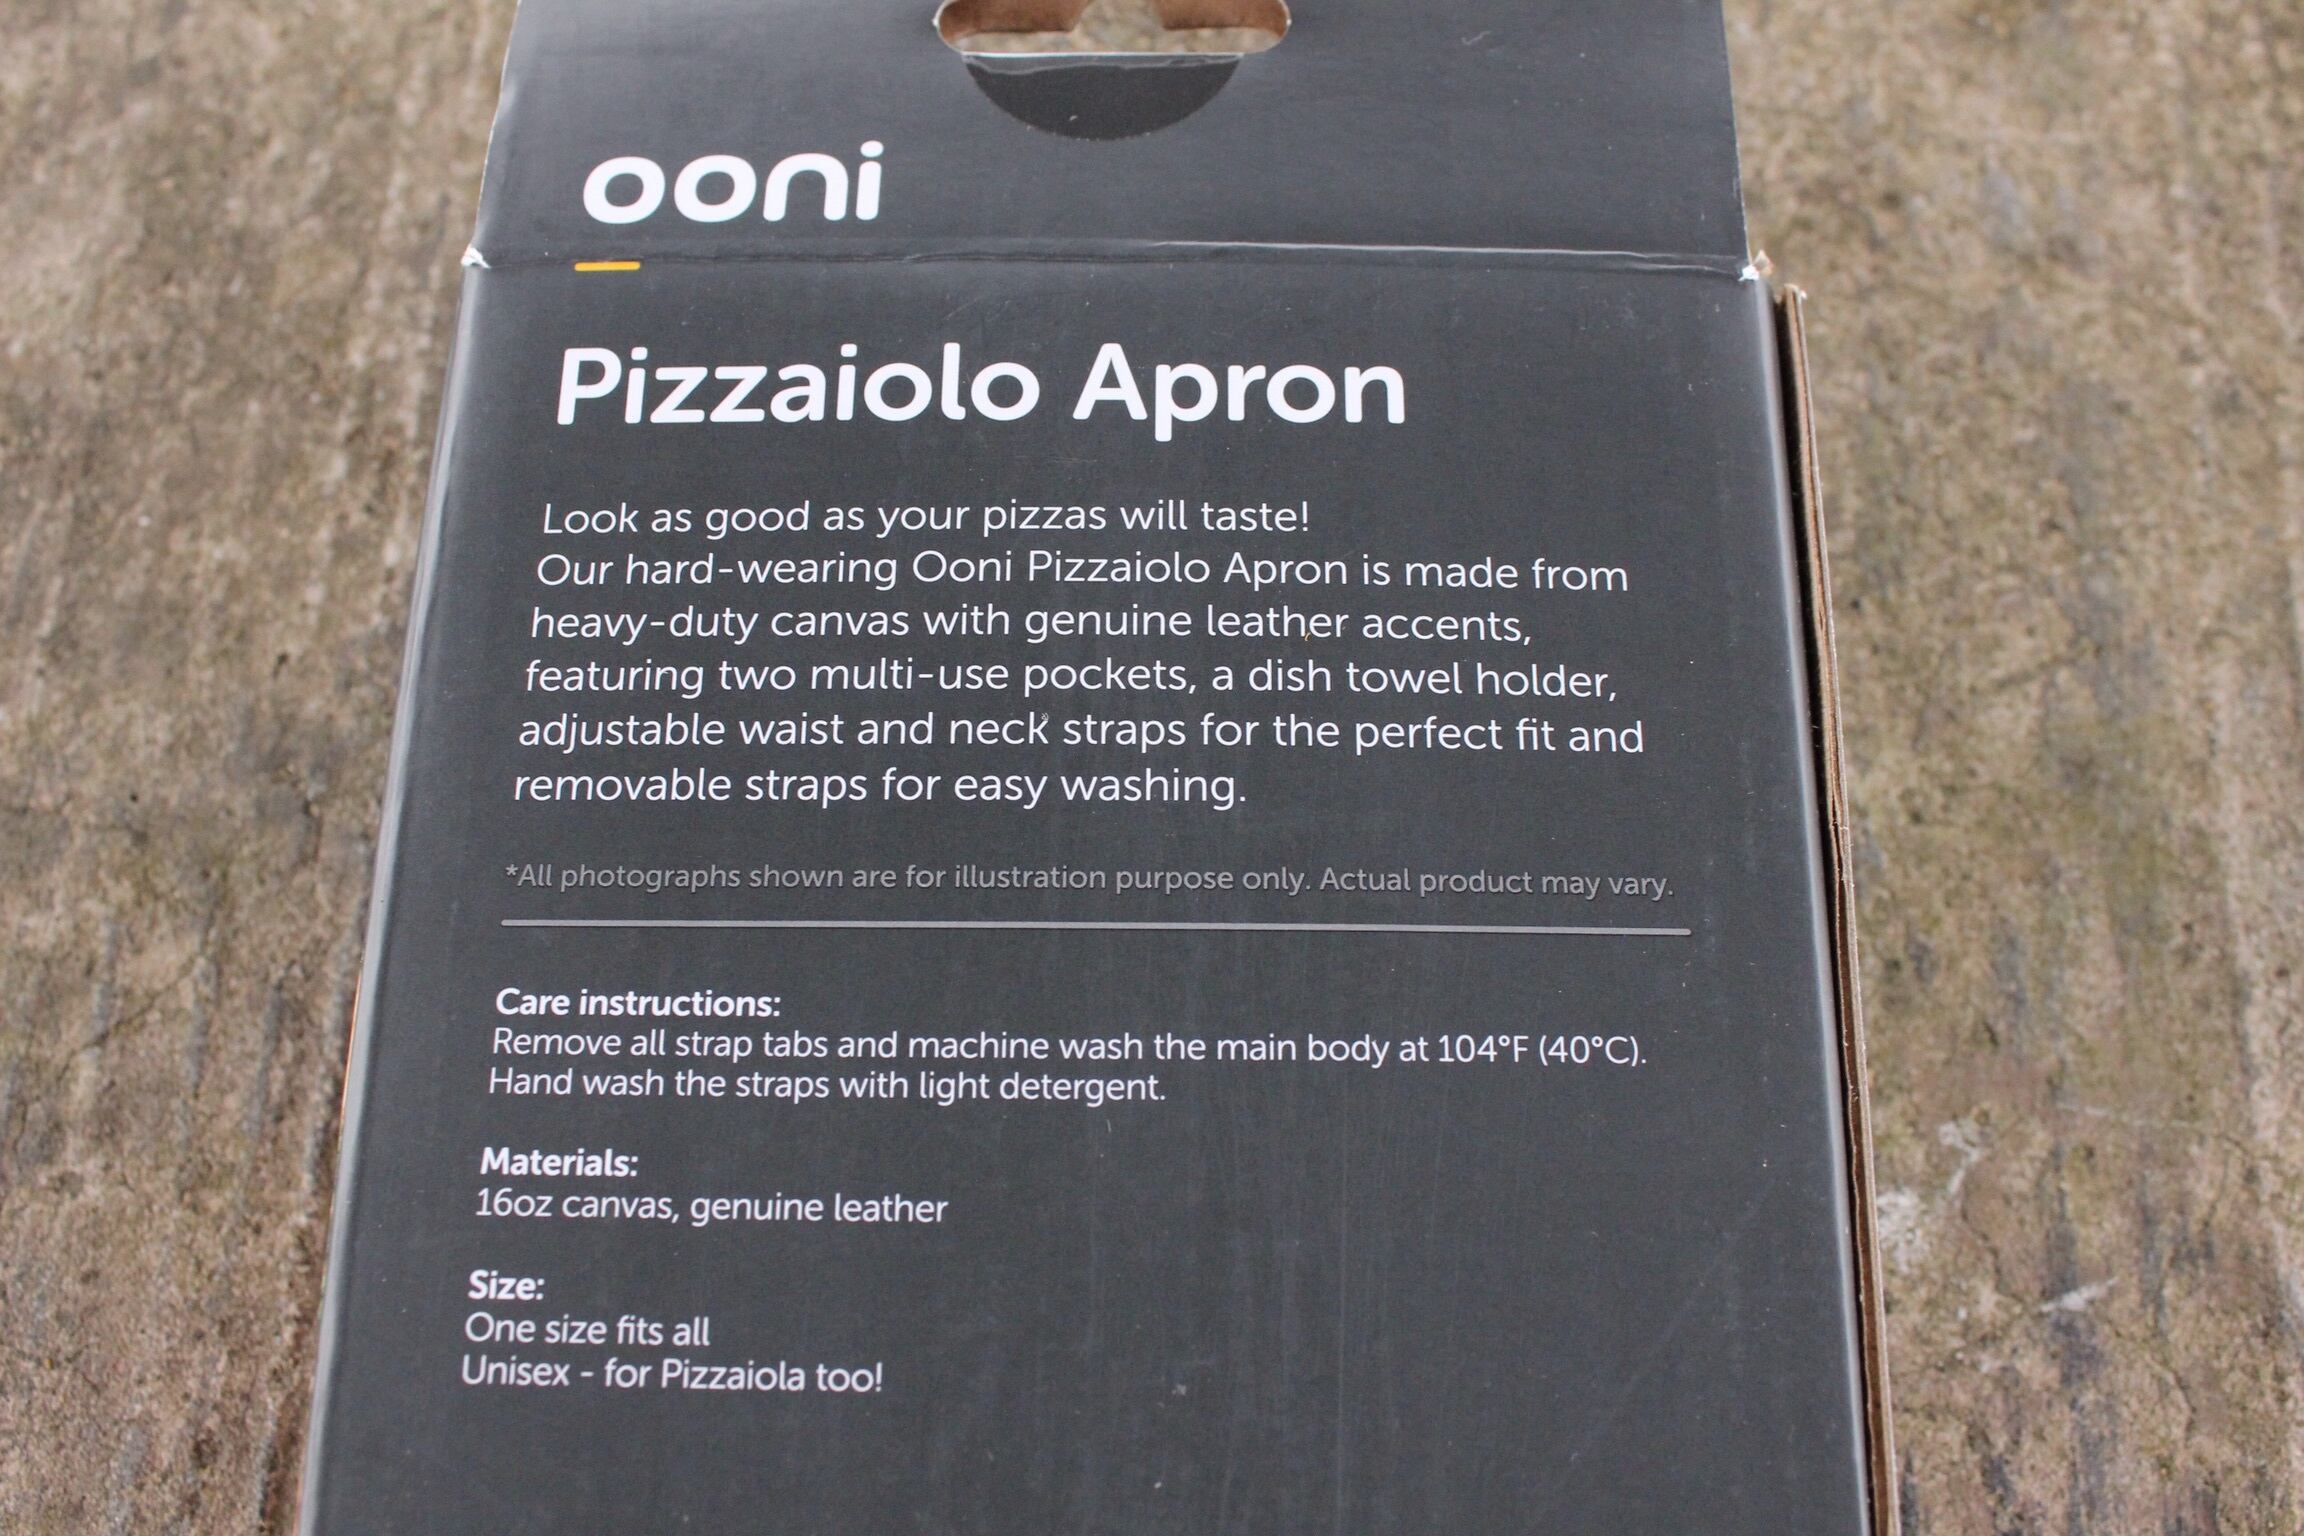 ooni
Pizzaiolo Apron
Look as good as your pizzas will taste!
Our hard-wearing Ooni Pizzaiolo Apron is made from
heavy-duty canvas with genuine leather accents,
featuring two multi-use pockets, a dish towel holder,
adjustable waist and neck straps for the perfect fit and
removable straps for easy washing.
*All photographs shown are for illustration purpose only. Actual product may vary.
Care instructions:
Remove all strap tabs and machine wash the main body at 104°F (40°C).
Hand wash the straps with light detergent.
Materials:
16oz canvas, genuine leather
Size:
One size fits all
Unisex - for Pizzaiola too!